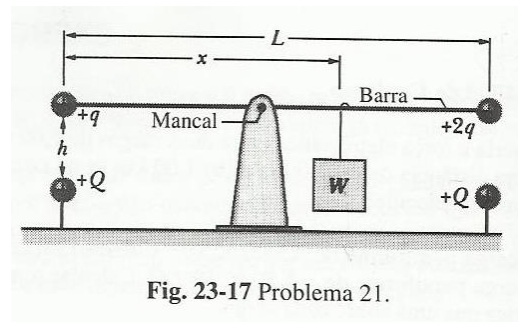 L
x
+q
Mancal
Barra
+2q
h
+Q
W
+Q
Fig. 23-17 Problema 21.